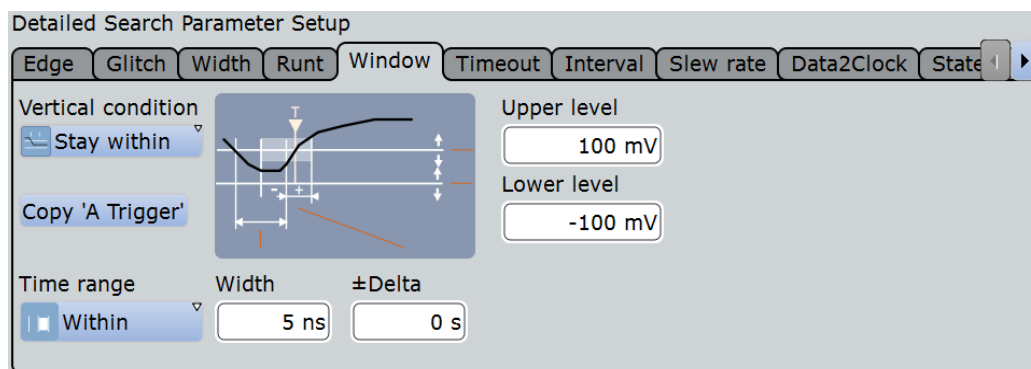 Detailed Search Parameter Setup
Edge Glitch Width Runt Window Timeout Interval Slew rate Data2Clock State
Vertical condition
Stay within
Copy 'A Trigger'
T
- +
Upper level
100 mV
Lower level
-100 mV
Time range
Within
Width
5 ns
±Delta
0 s